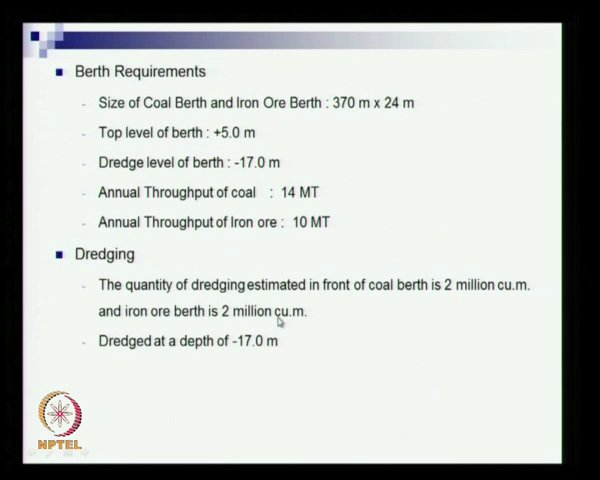 Berth Requirements
- Size of Coal Berth and Iron Ore Berth : 370 m x 24 m
- Top level of berth : +5.0 m
- Dredge level of berth : -17.0 m
- Annual Throughput of coal : 14 MT
- Annual Throughput of Iron ore : 10 MT
Dredging
- The quantity of dredging estimated in front of coal berth is 2 million cu.m.
and iron ore berth is 2 million cu.m.
- Dredged at a depth of -17.0 m
NPTEL